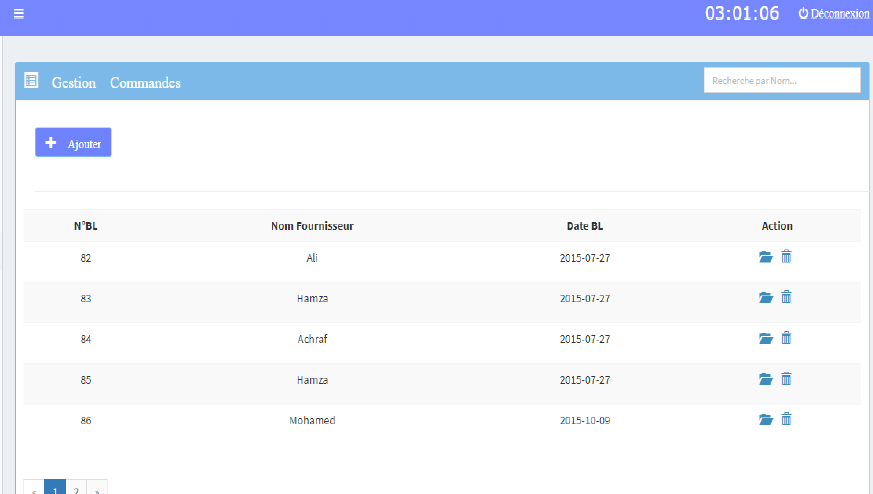 03:01:06 Déconnexion
Gestion Commandes Recherche par Nom...
Ajouter
N°BL Nom Fournisseur Date BL Action
82 Ali 2015-07-27
83 Hamza 2015-07-27
84 Achraf 2015-07-27
85 Hamza 2015-07-27
86 Mohamed 2015-10-09
« 1 2 »